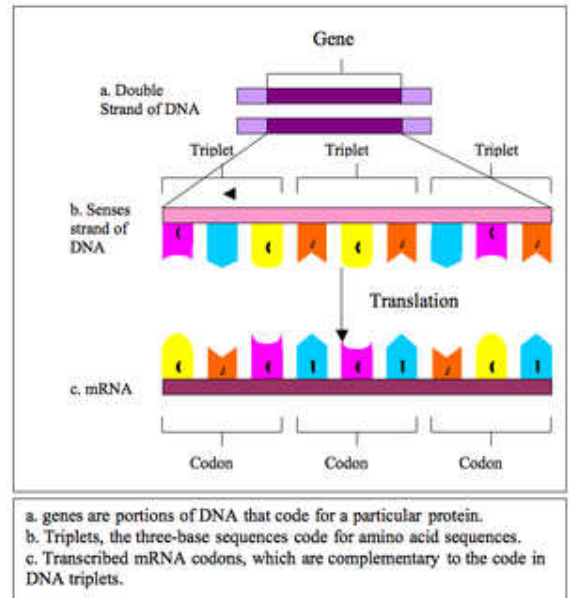 Gene
a. Double
Strand of DNA
Triplet Triplet Triplet
b. Senses
strand of
DNA
Translation
c. mRNA
Codon Codon Codon
a. genes are portions of DNA that code for a particular protein.
b. Triplets, the three-base sequences code for amino acid sequences.
c. Transcribed mRNA codons, which are complementary to the code in
DNA triplets.